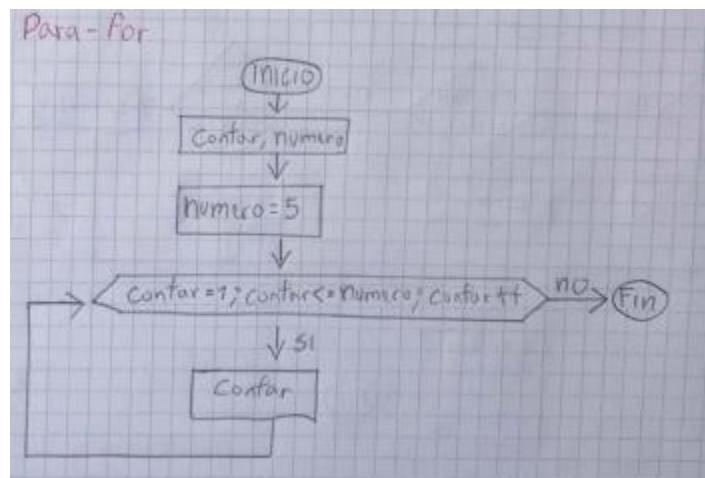 Para-for
Inicio
Contar, numero
numero=5
Contar=1; contar<=numero; contar++
no
Fin
Si
Contar